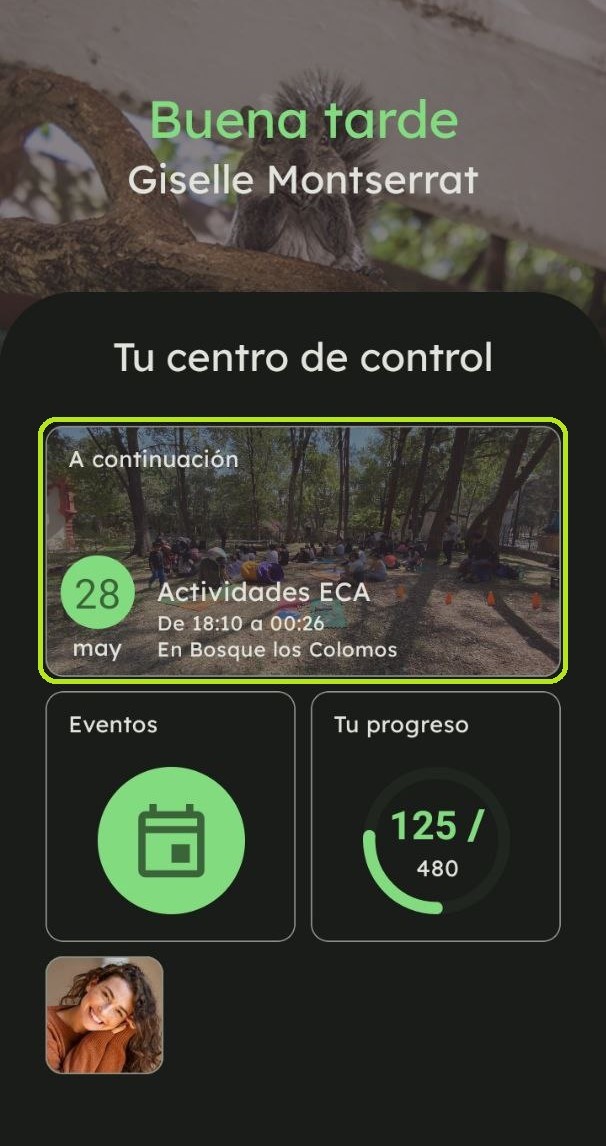 Buena tarde
Giselle Montserrat
Tu centro de control
A continuación
28
may
Actividades ECA
De 18:10 a 00:26
En Bosque los Colomos
Eventos
Tu progreso
125 /
480